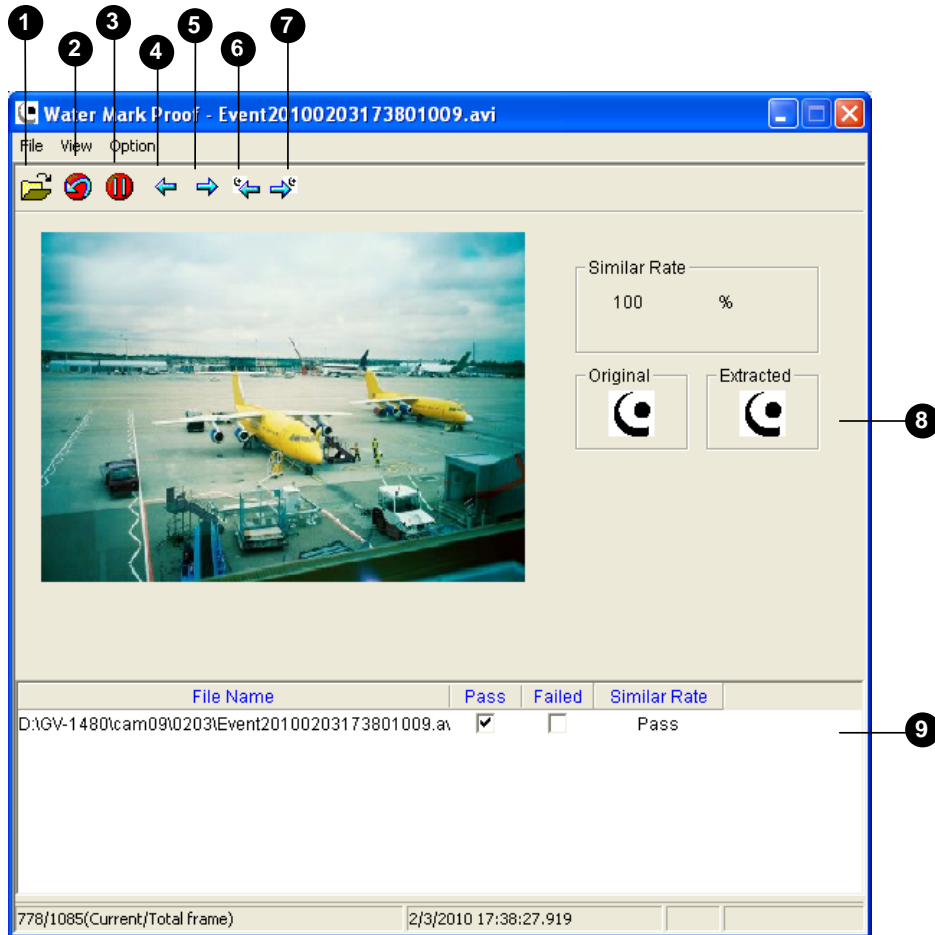 1 2 3 4 5 6 7
Water Mark Proof - Event20100203173801009.avi
File View Option
Similar Rate
100 %
Original Extracted
8
File Name Pass Failed Similar Rate
D:\GV-1480\cam09\0203\Event20100203173801009.av Pass
9
778/1085(Current/Total frame) 2/3/2010 17:38:27.919